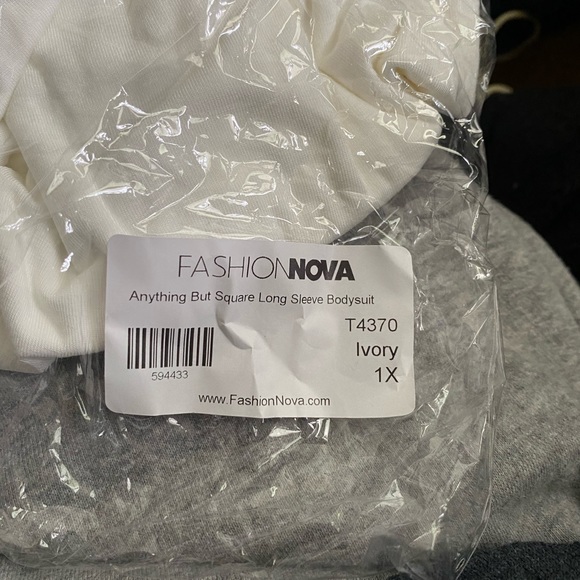 FASHIONNOVA
Anything But Square Long Sleeve Bodysuit
T4370
Ivory
1X
594433
www.FashionNova.com